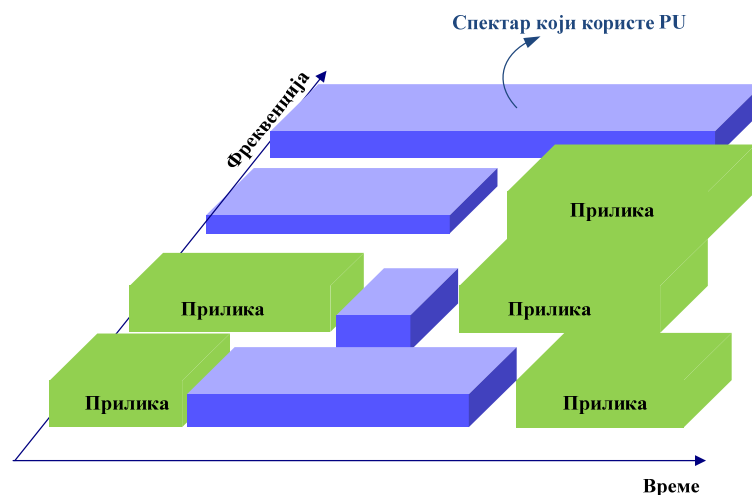 Спектар који користе PU
Фреквенција
Прилика
Прилика
Прилика
Прилика
Прилика
Време